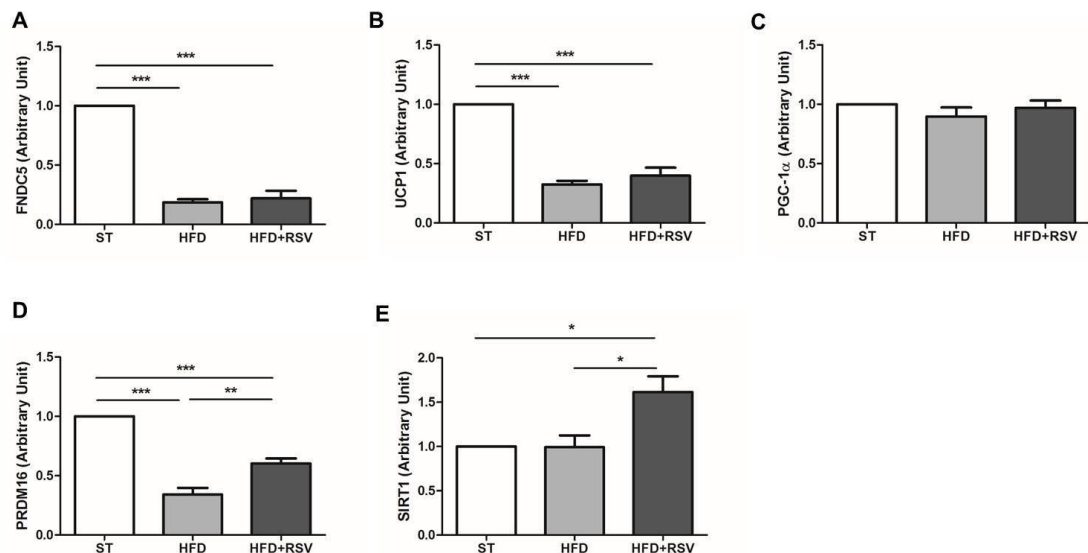 A
FNDC5 (Arbitrary Unit)
1.5
1.0
0.5
0.0
***
***
ST HFD HFD+RSV
B
UCP1 (Arbitrary Unit)
1.5
1.0
0.5
0.0
***
***
ST HFD HFD+RSV
C
PGC-1α (Arbitrary Unit)
1.5
1.0
0.5
0.0
ST HFD HFD+RSV
D
PRDM16 (Arbitrary Unit)
1.5
1.0
0.5
0.0
***
*** **
ST HFD HFD+RSV
E
SIRT1 (Arbitrary Unit)
2.0
1.5
1.0
0.5
0.0
*
*
ST HFD HFD+RSV